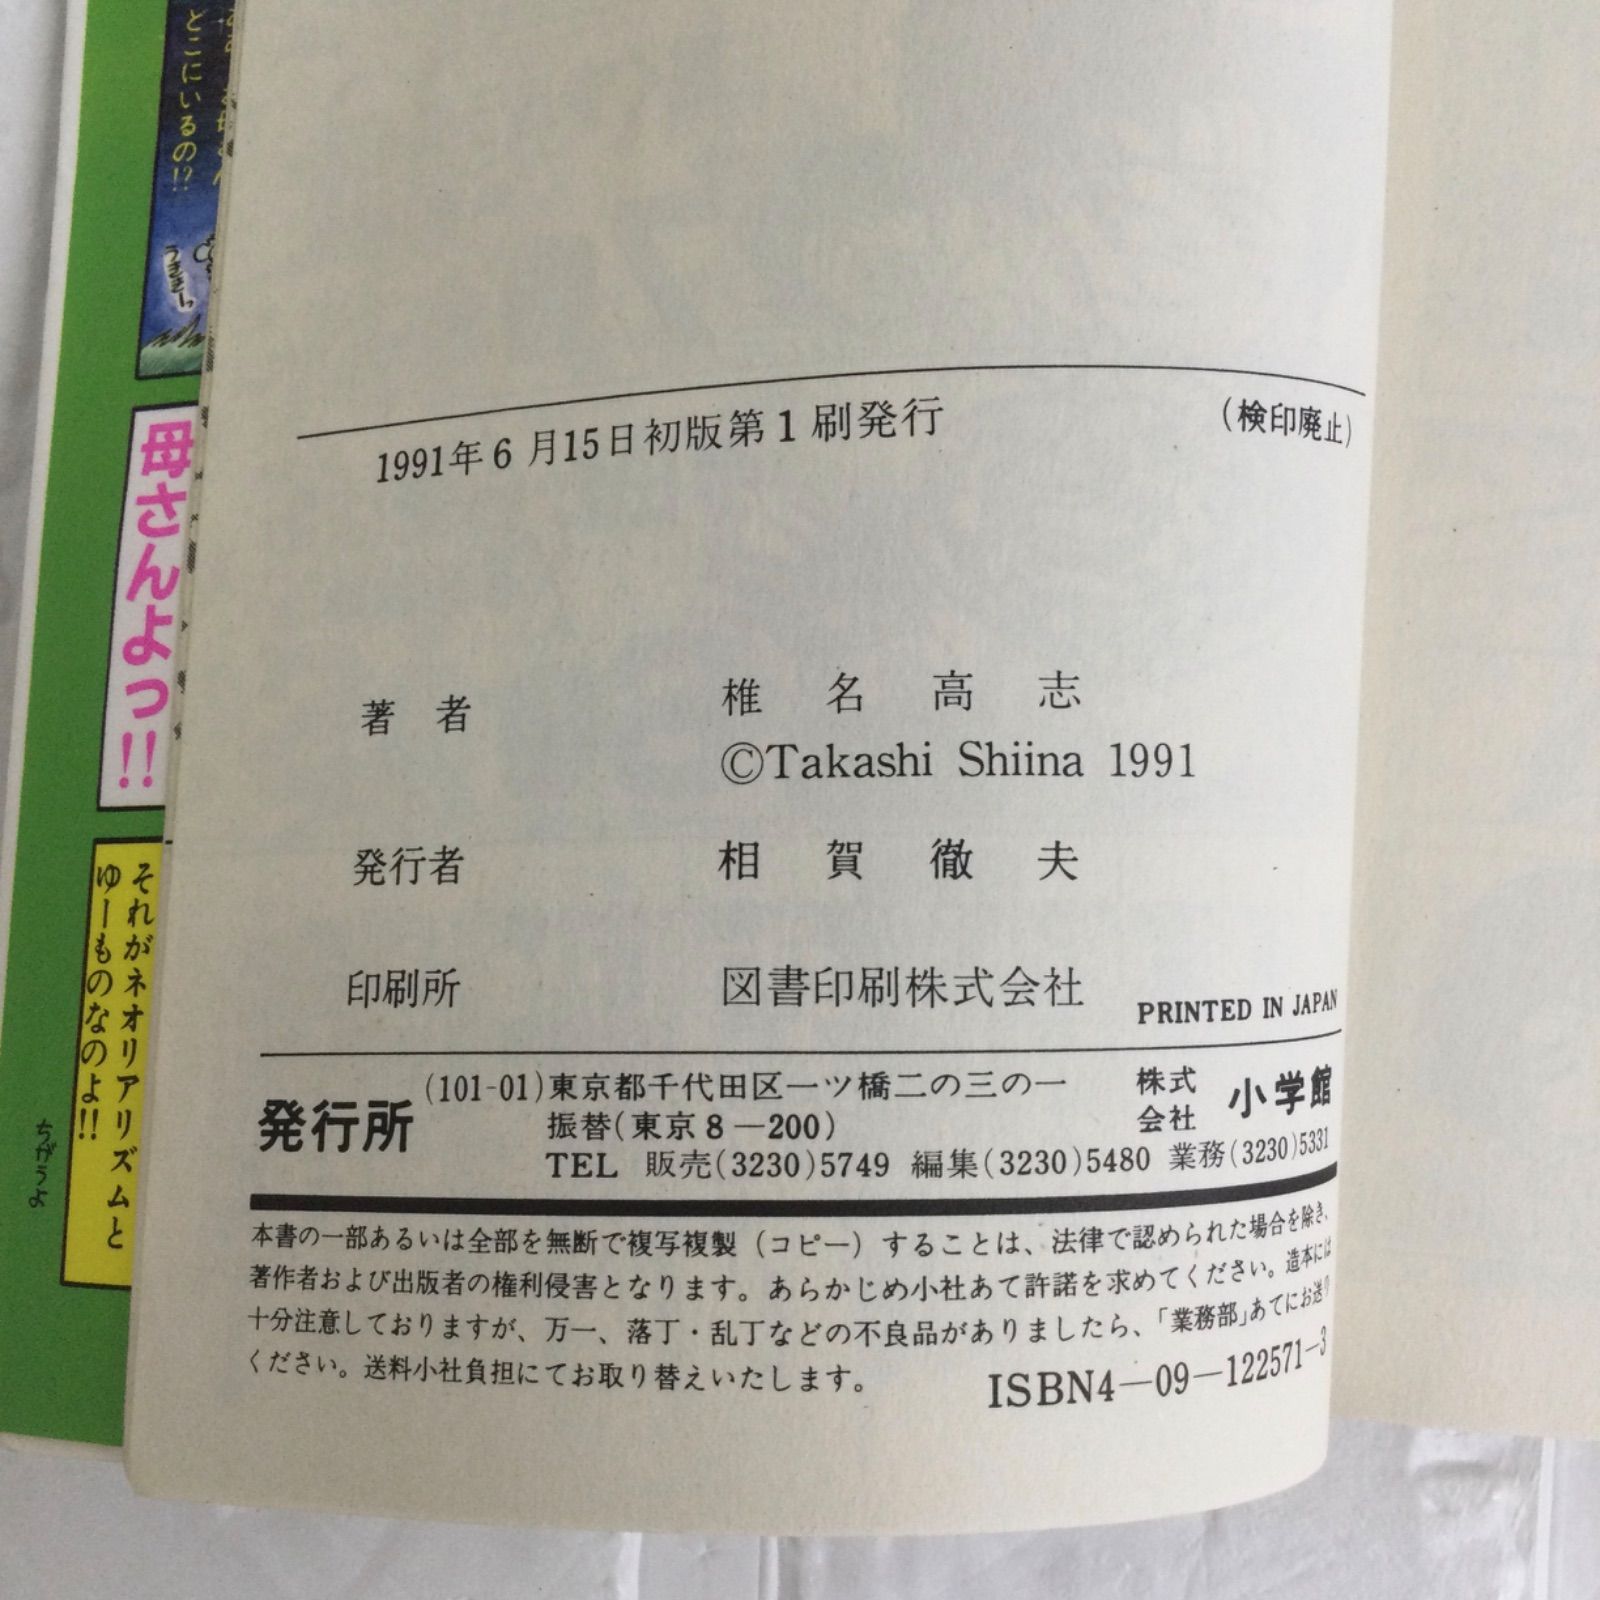 どこにいるの!?
うききーっ
母さんよっ!!
それがネオリアリズムと
ゆーものなのよ!!
ちがうよ
1991年6月15日初版第1刷発行
(検印廃止)
著者 椎名高志
©Takashi Shiina 1991
発行者 相賀徹夫
印刷所 図書印刷株式会社
PRINTED IN JAPAN
発行所 (101-01)東京都千代田区一ツ橋二の三の一 株式会社 小学館
振替(東京8—200)
TEL 販売(3230)5749 編集(3230)5480 業務(3230)5331
本書の一部あるいは全部を無断で複写複製(コピー)することは、法律で認められた場合を除き、
著作者および出版者の権利侵害となります。あらかじめ小社あて許諾を求めてください。造本には
十分注意しておりますが、万一、落丁・乱丁などの不良品がありましたら、「業務部」あてにお送り
ください。送料小社負担にてお取り替えいたします。
ISBN4—09—122571—3